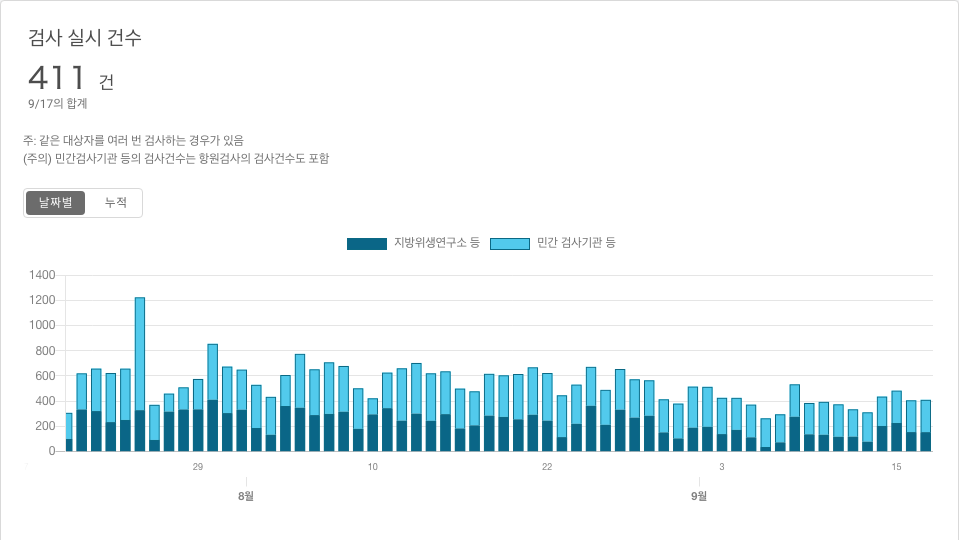 검사 실시 건수
411 건
9/17의 합계
주: 같은 대상자를 여러 번 검사하는 경우가 있음
(주의) 민간검사기관 등의 검사건수는 항원검사의 검사건수도 포함
날짜별 누적
지방위생연구소 등 민간 검사기관 등
1400
1200
1000
800
600
400
200
0
29 10 22 3 15
8월 9월